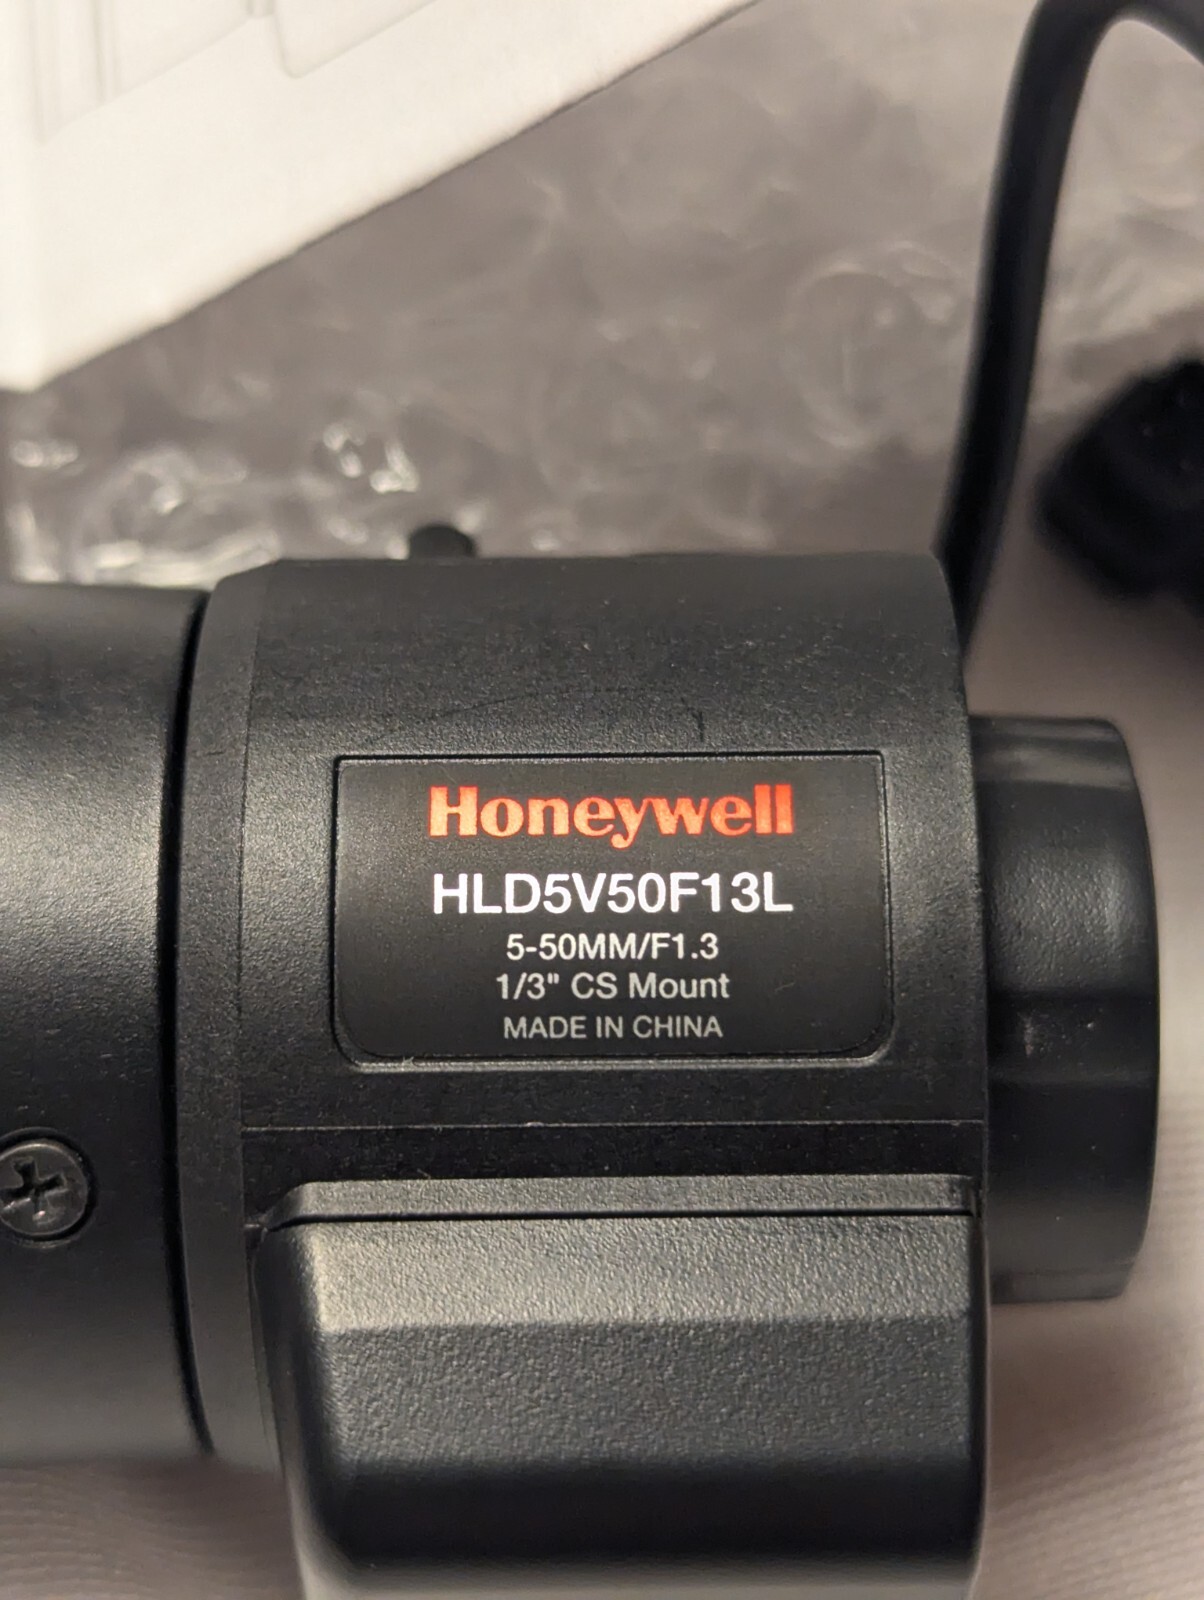 Honeywell
HLD5V50F13L
5-50MM/F1.3
1/3" CS Mount
MADE IN CHINA